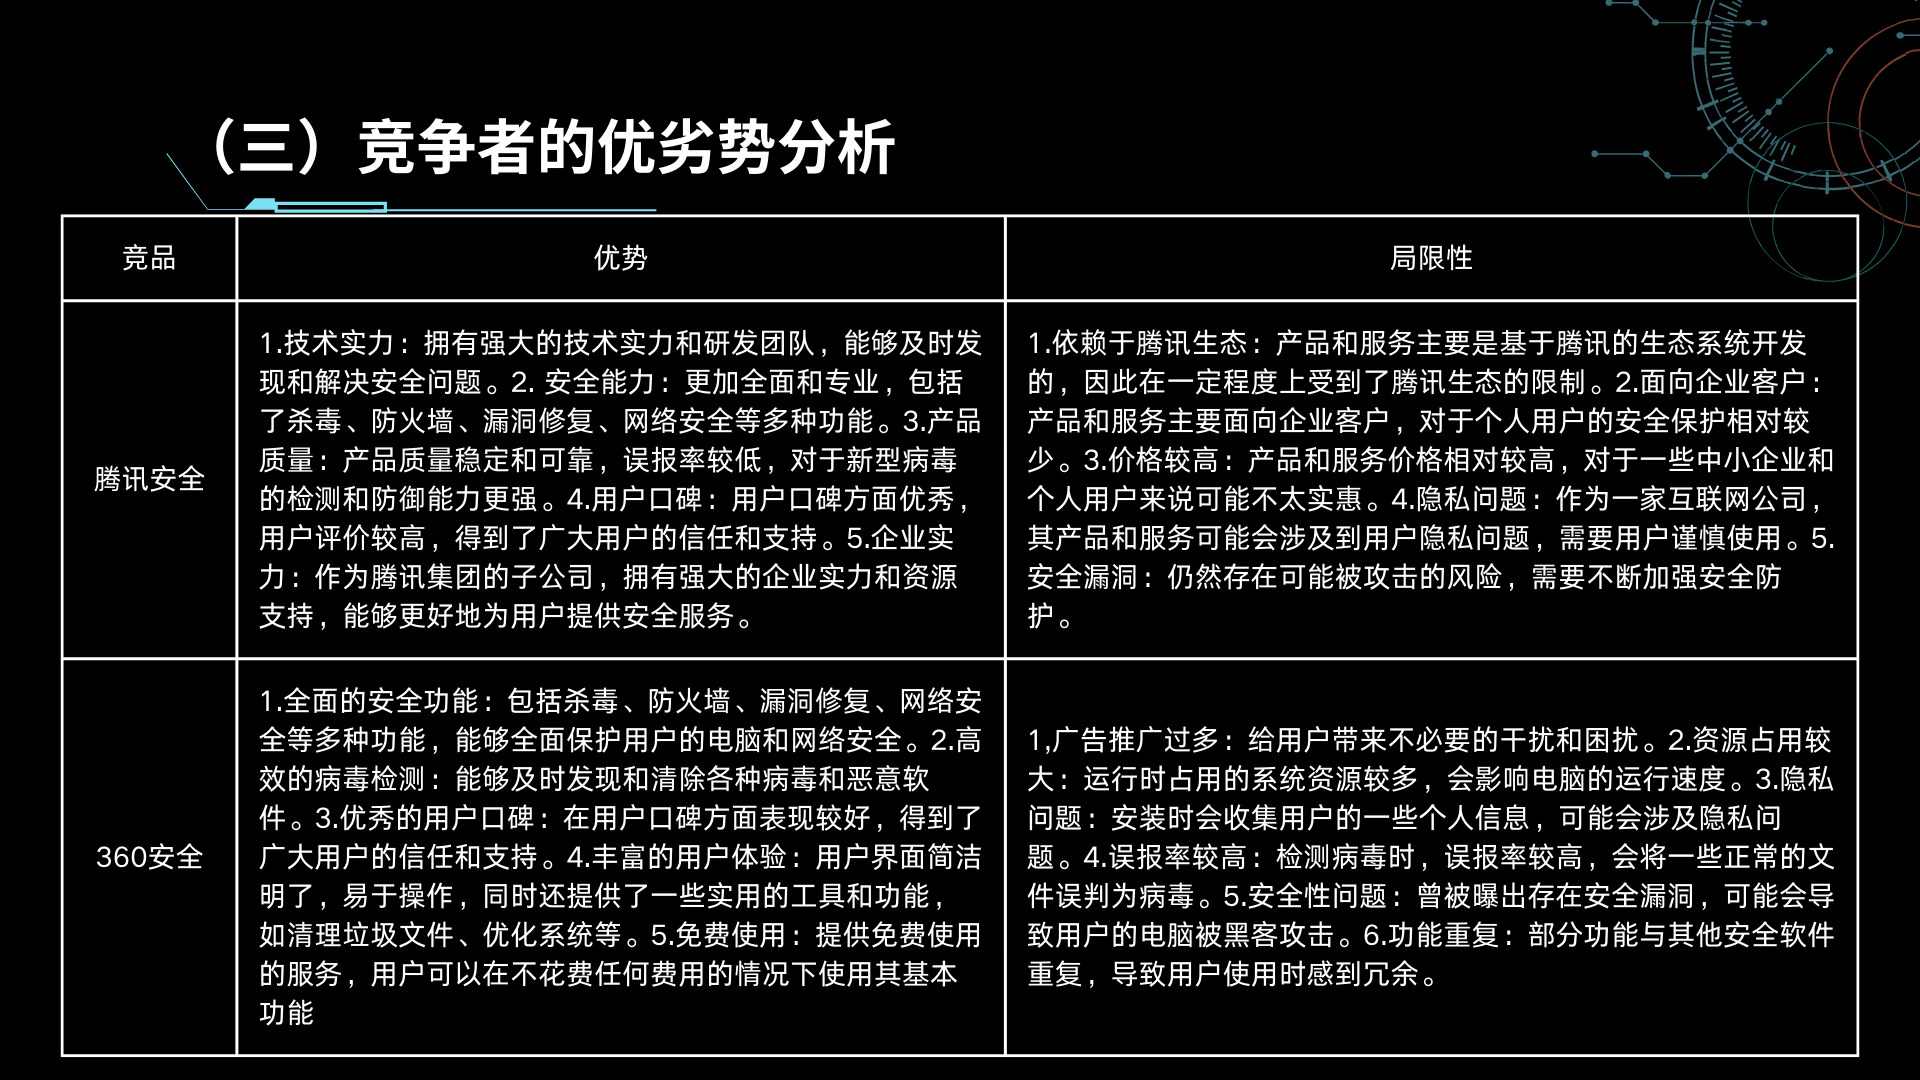 （三）竞争者的优劣势分析
竞品
优势
局限性
腾讯安全
1.技术实力：拥有强大的技术实力和研发团队，能够及时发
现和解决安全问题。2. 安全能力：更加全面和专业，包括
了杀毒、防火墙、漏洞修复、网络安全等多种功能。3.产品
质量：产品质量稳定和可靠，误报率较低，对于新型病毒
的检测和防御能力更强。4.用户口碑：用户口碑方面优秀，
用户评价较高，得到了广大用户的信任和支持。5.企业实
力：作为腾讯集团的子公司，拥有强大的企业实力和资源
支持，能够更好地为用户提供安全服务。
1.依赖于腾讯生态：产品和服务主要是基于腾讯的生态系统开发
的，因此在一定程度上受到了腾讯生态的限制。2.面向企业客户：
产品和服务主要面向企业客户，对于个人用户的安全保护相对较
少。3.价格较高：产品和服务价格相对较高，对于一些中小企业和
个人用户来说可能不太实惠。4.隐私问题：作为一家互联网公司，
其产品和服务可能会涉及到用户隐私问题，需要用户谨慎使用。5.
安全漏洞：仍然存在可能被攻击的风险，需要不断加强安全防
护。
360安全
1.全面的安全功能：包括杀毒、防火墙、漏洞修复、网络安
全等多种功能，能够全面保护用户的电脑和网络安全。2.高
效的病毒检测：能够及时发现和清除各种病毒和恶意软
件。3.优秀的用户口碑：在用户口碑方面表现较好，得到了
广大用户的信任和支持。4.丰富的用户体验：用户界面简洁
明了，易于操作，同时还提供了一些实用的工具和功能，
如清理垃圾文件、优化系统等。5.免费使用：提供免费使用
的服务，用户可以在不花费任何费用的情况下使用其基本
功能
1,广告推广过多：给用户带来不必要的干扰和困扰。2.资源占用较
大：运行时占用的系统资源较多，会影响电脑的运行速度。3.隐私
问题：安装时会收集用户的一些个人信息，可能会涉及隐私问
题。4.误报率较高：检测病毒时，误报率较高，会将一些正常的文
件误判为病毒。5.安全性问题：曾被曝出存在安全漏洞，可能会导
致用户的电脑被黑客攻击。6.功能重复：部分功能与其他安全软件
重复，导致用户使用时感到冗余。